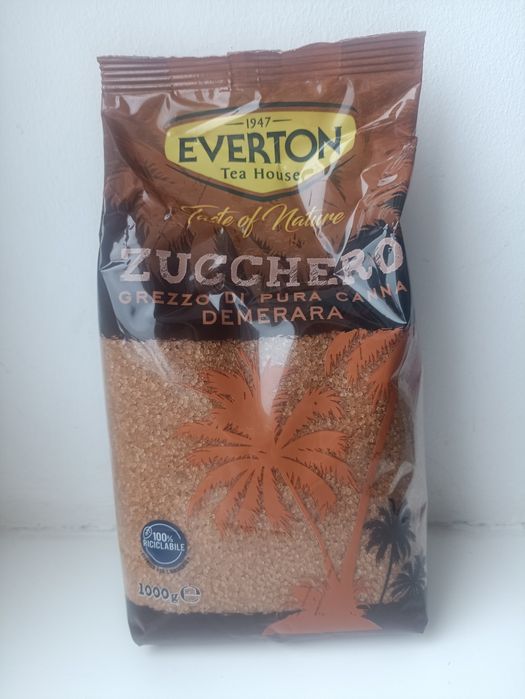 1947
EVERTON
Tea House
Taste of Nature
ZUCCHERO
GREZZO DI PURA CANNA
DEMERARA
100%
RICICLABILE
1000g e